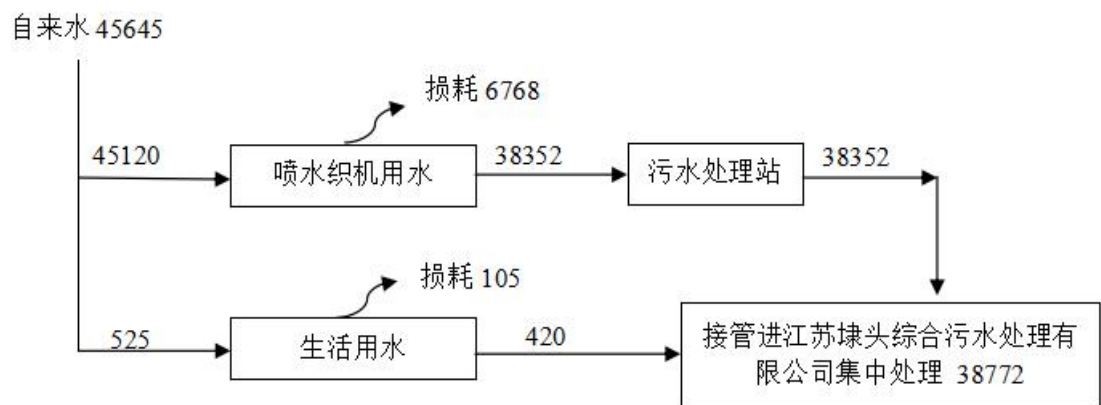 自来水 45645
损耗 6768
45120
喷水织机用水
38352
污水处理站
38352
损耗 105
525
生活用水
420
接管进江苏埭头综合污水处理有
限公司集中处理 38772